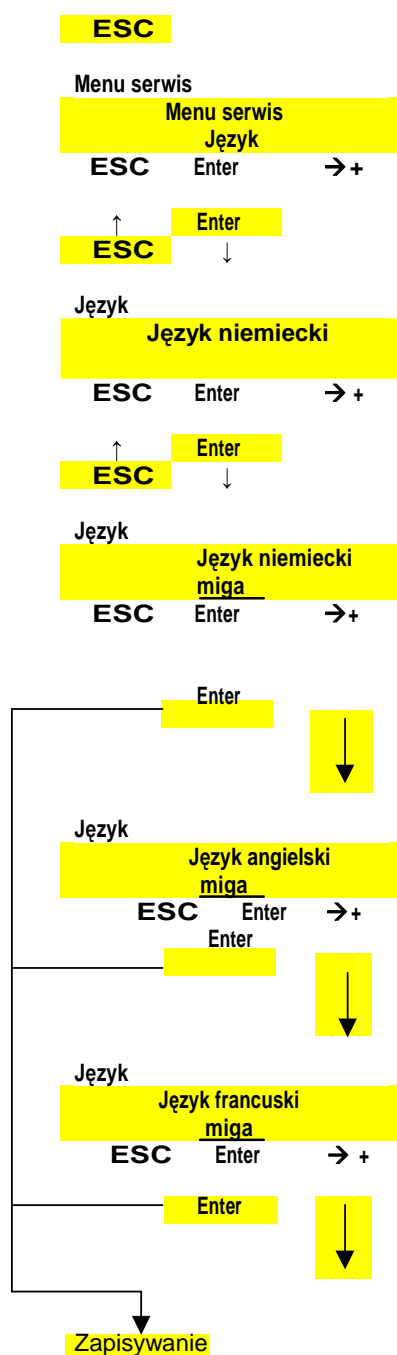 ESC
Menu serwis
Menu serwis
Język
ESC Enter →+
↑ Enter
ESC ↓
Język
Język niemiecki
ESC Enter → +
↑ Enter
ESC ↓
Język
Język niemiecki
miga
ESC Enter →+
Enter
Język
Język angielski
miga
ESC Enter →+
Enter
Język
Język francuski
miga
ESC Enter → +
Enter
Zapisywanie